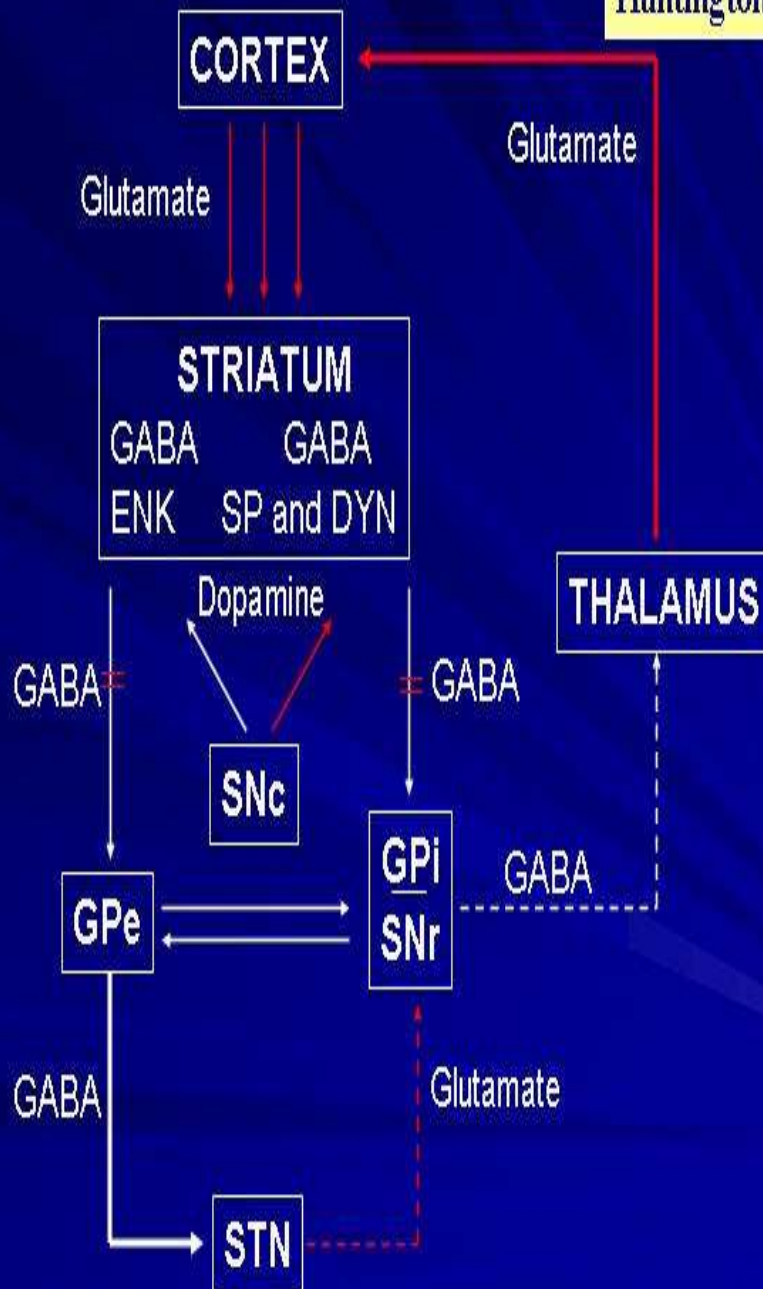 Huntington
CORTEX
Glutamate
Glutamate
STRIATUM
GABA GABA
ENK SP and DYN
Dopamine
THALAMUS
GABA
GABA
SNc
GPi
SNr
GABA
GPe
GABA
Glutamate
STN